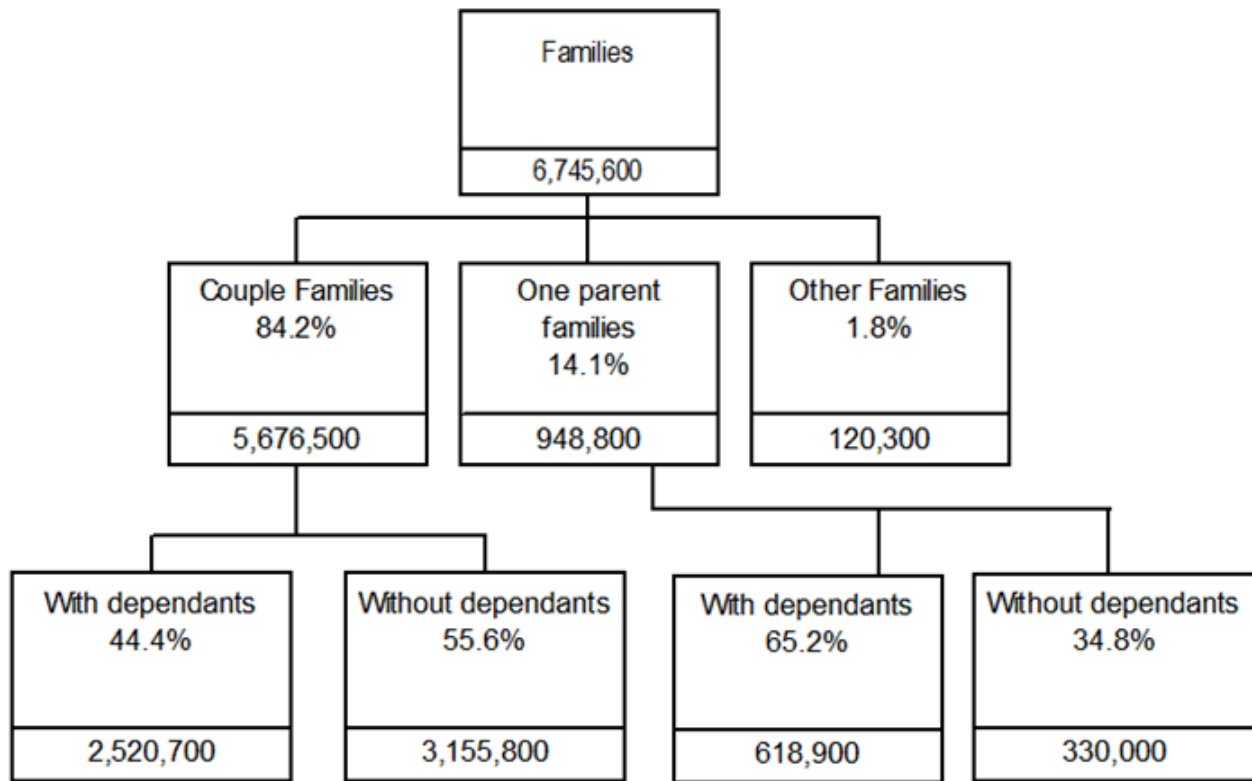 Families
6,745,600
Couple Families
84.2%
5,676,500
One parent
families
14.1%
948,800
Other Families
1.8%
120,300
With dependants
44.4%
2,520,700
Without dependants
55.6%
3,155,800
With dependants
65.2%
618,900
Without dependants
34.8%
330,000